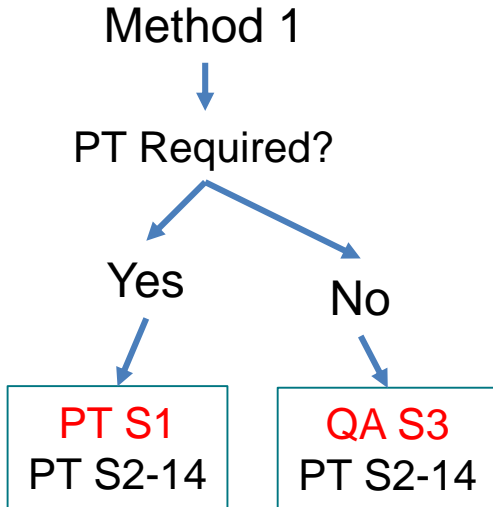 Method 1
PT Required?
Yes
No
PT S1
PT S2-14
QA S3
PT S2-14